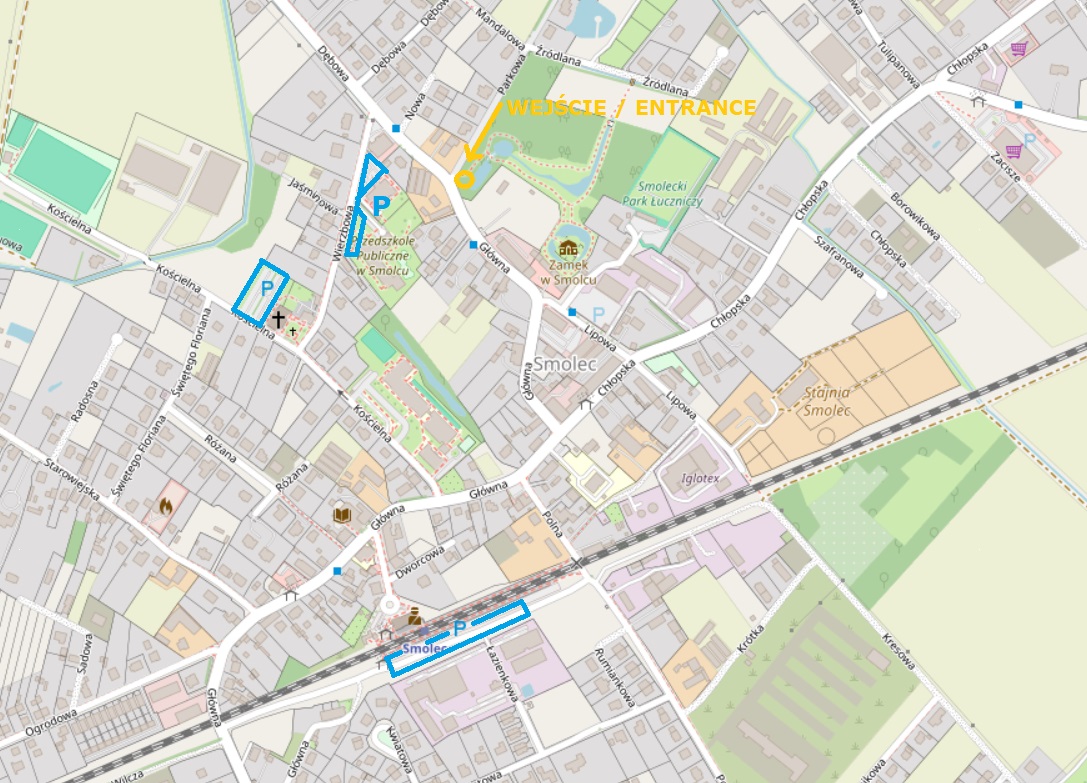 Dębowa
Mandalowa
Dębowa
Dębowa
Źródlana
Parkowa
Źródlana
Tulipanowa
Chłopska
Nowa
WEJŚCIE / ENTRANCE
P
Zacisze
Jaśminowa
Wierzbowa
P
Smolecki
Park Łuczniczy
Chłopska
Borowikowa
Kościelna
Chłopska
Przedszkole
Publiczne
w Smolcu
Główna
Zamek
w Smolcu
Szafranowa
Kościelna
P
Kościelna
P
Chłopska
Lipowa
Świętego Floriana
Smolec
Główna
Chłopska
Radosna
Lipowa
Stajnia
Smolec
Kościelna
Świętego Floriana
Różana
Starowiejska
Różana
Iglotex
Główna
Główna
Polna
Dworcowa
P
Smolec
Krótka
Kresowa
Sadowa
Łazienkowa
Rumiankowa
Główna
Ogrodowa
Kwiatowa
Główna
Wilcza